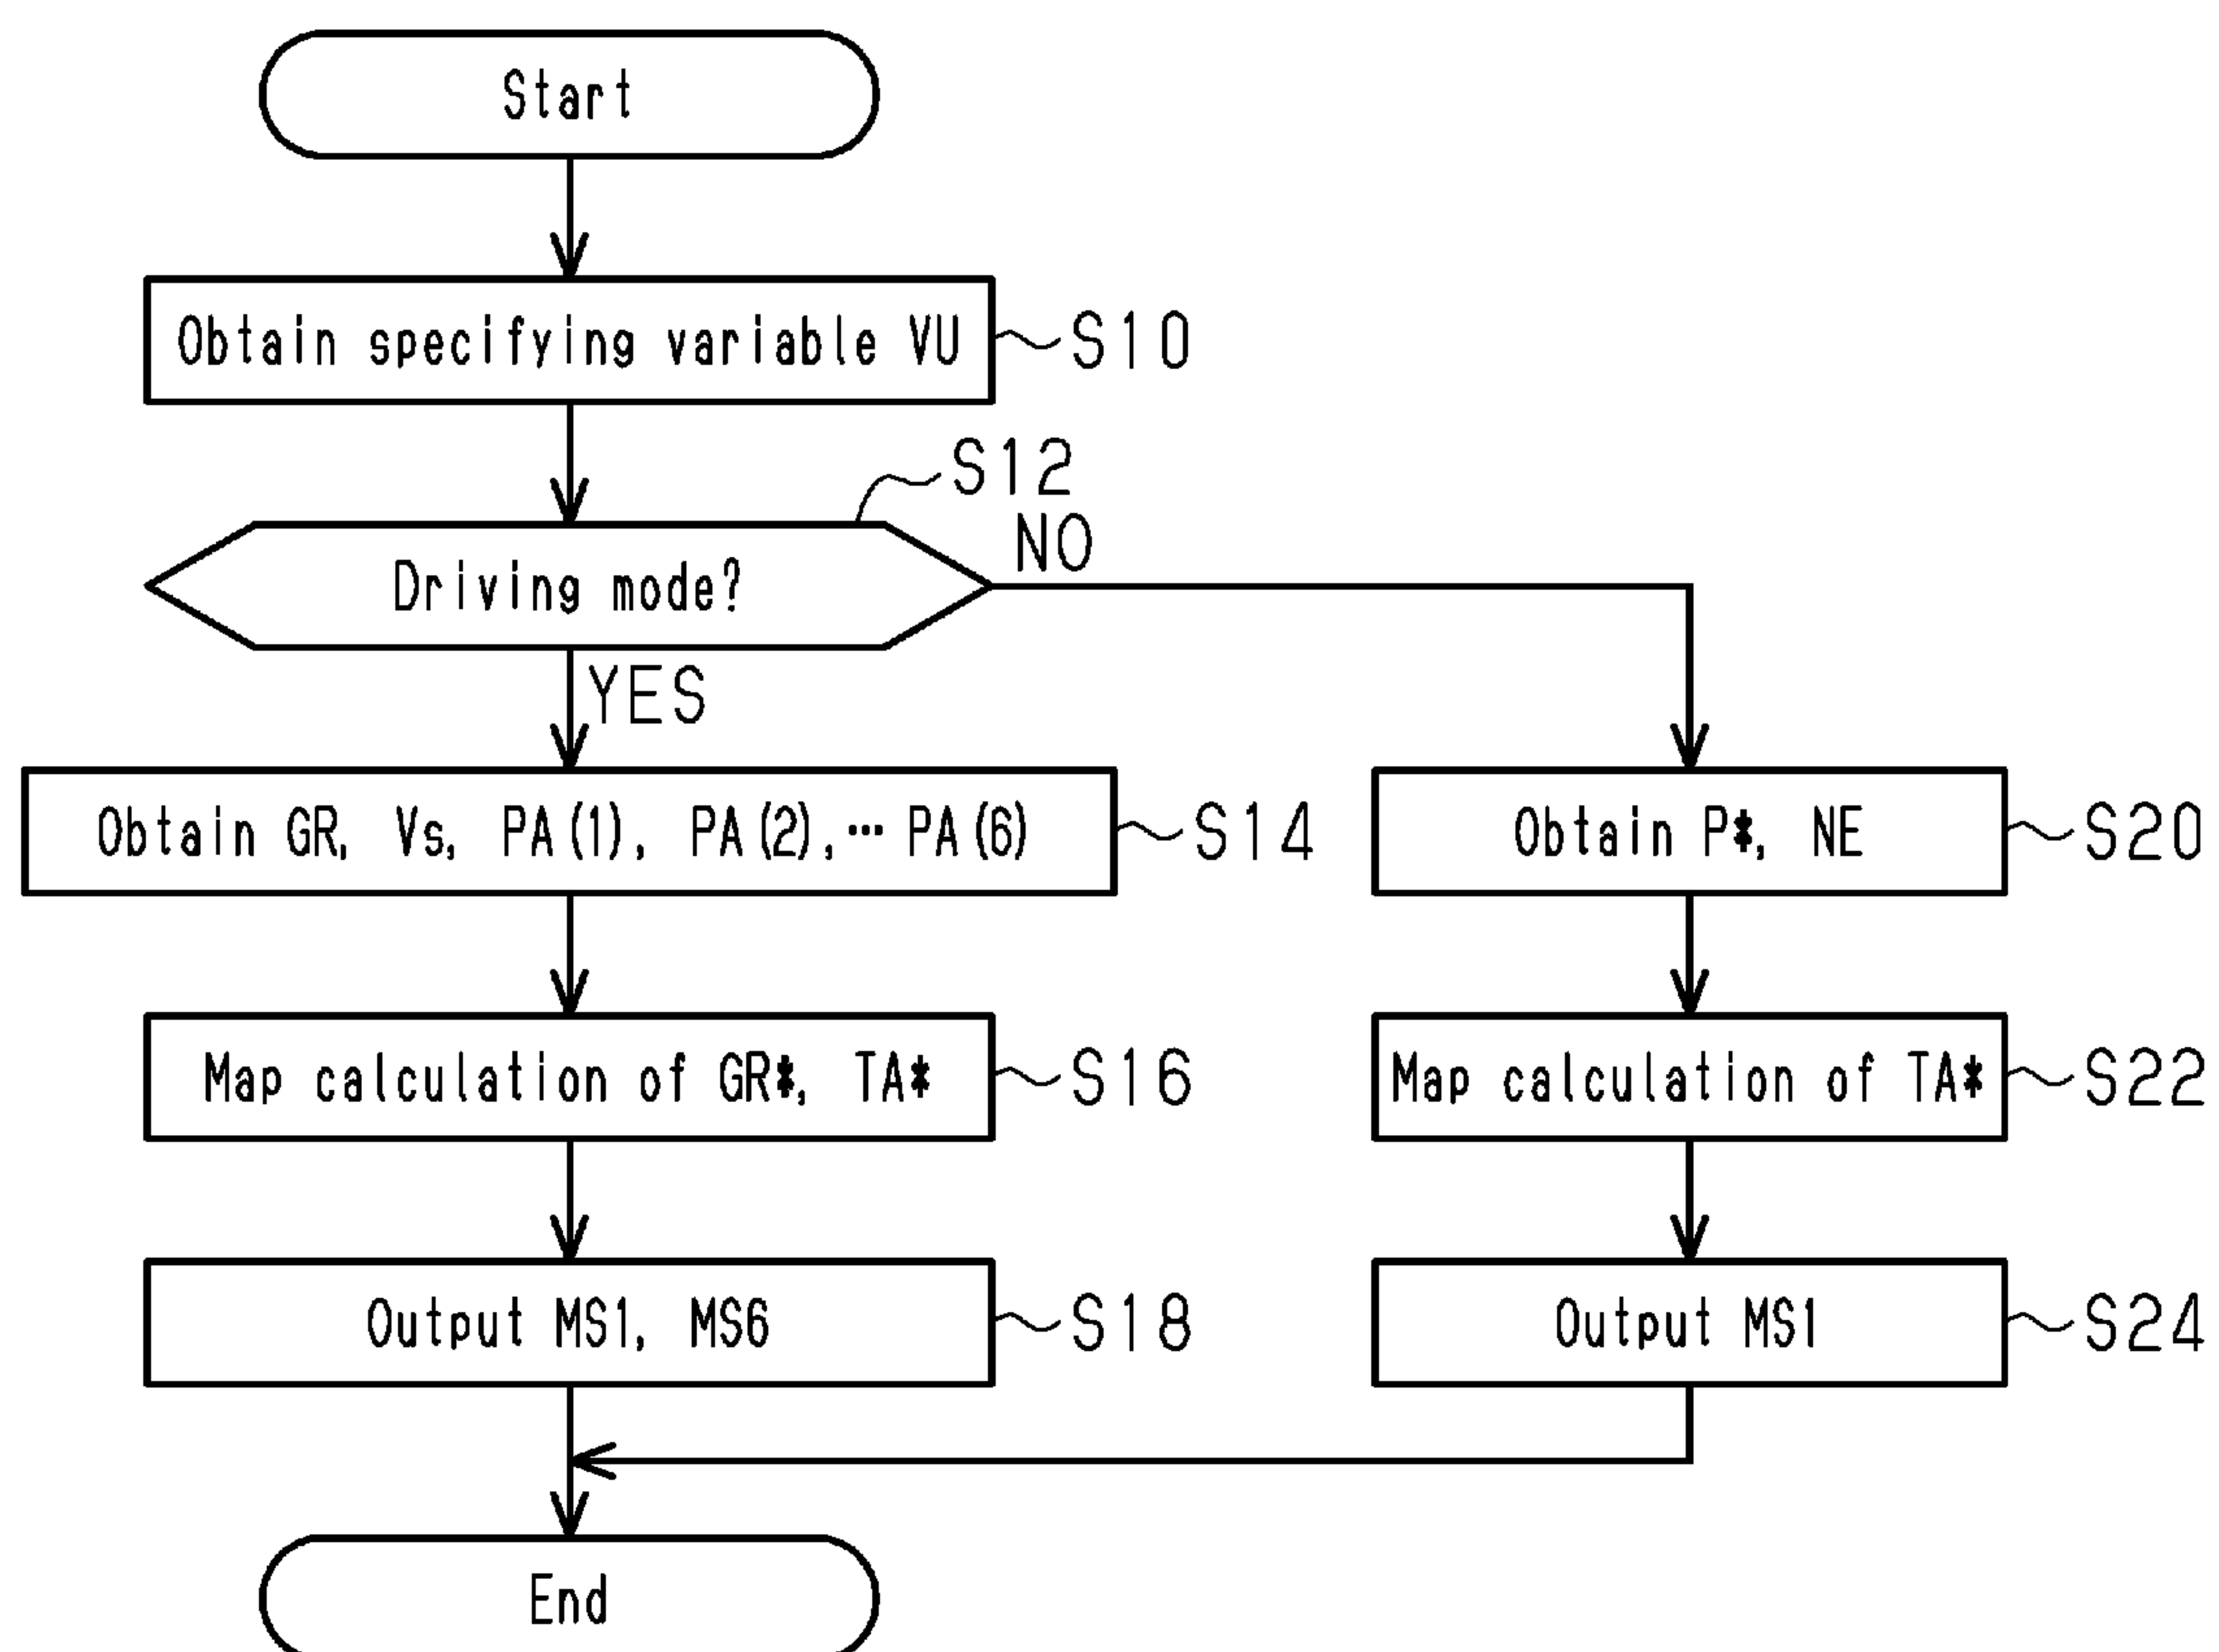 Start
Obtain specifying variable VU
S10
S12
Driving mode?
NO
YES
Obtain GR, Vs, PA(1), PA(2),… PA(6)
S14
Obtain P*, NE
S20
Map calculation of GR*, TA*
S16
Map calculation of TA*
S22
Output MS1, MS6
S18
Output MS1
S24
End